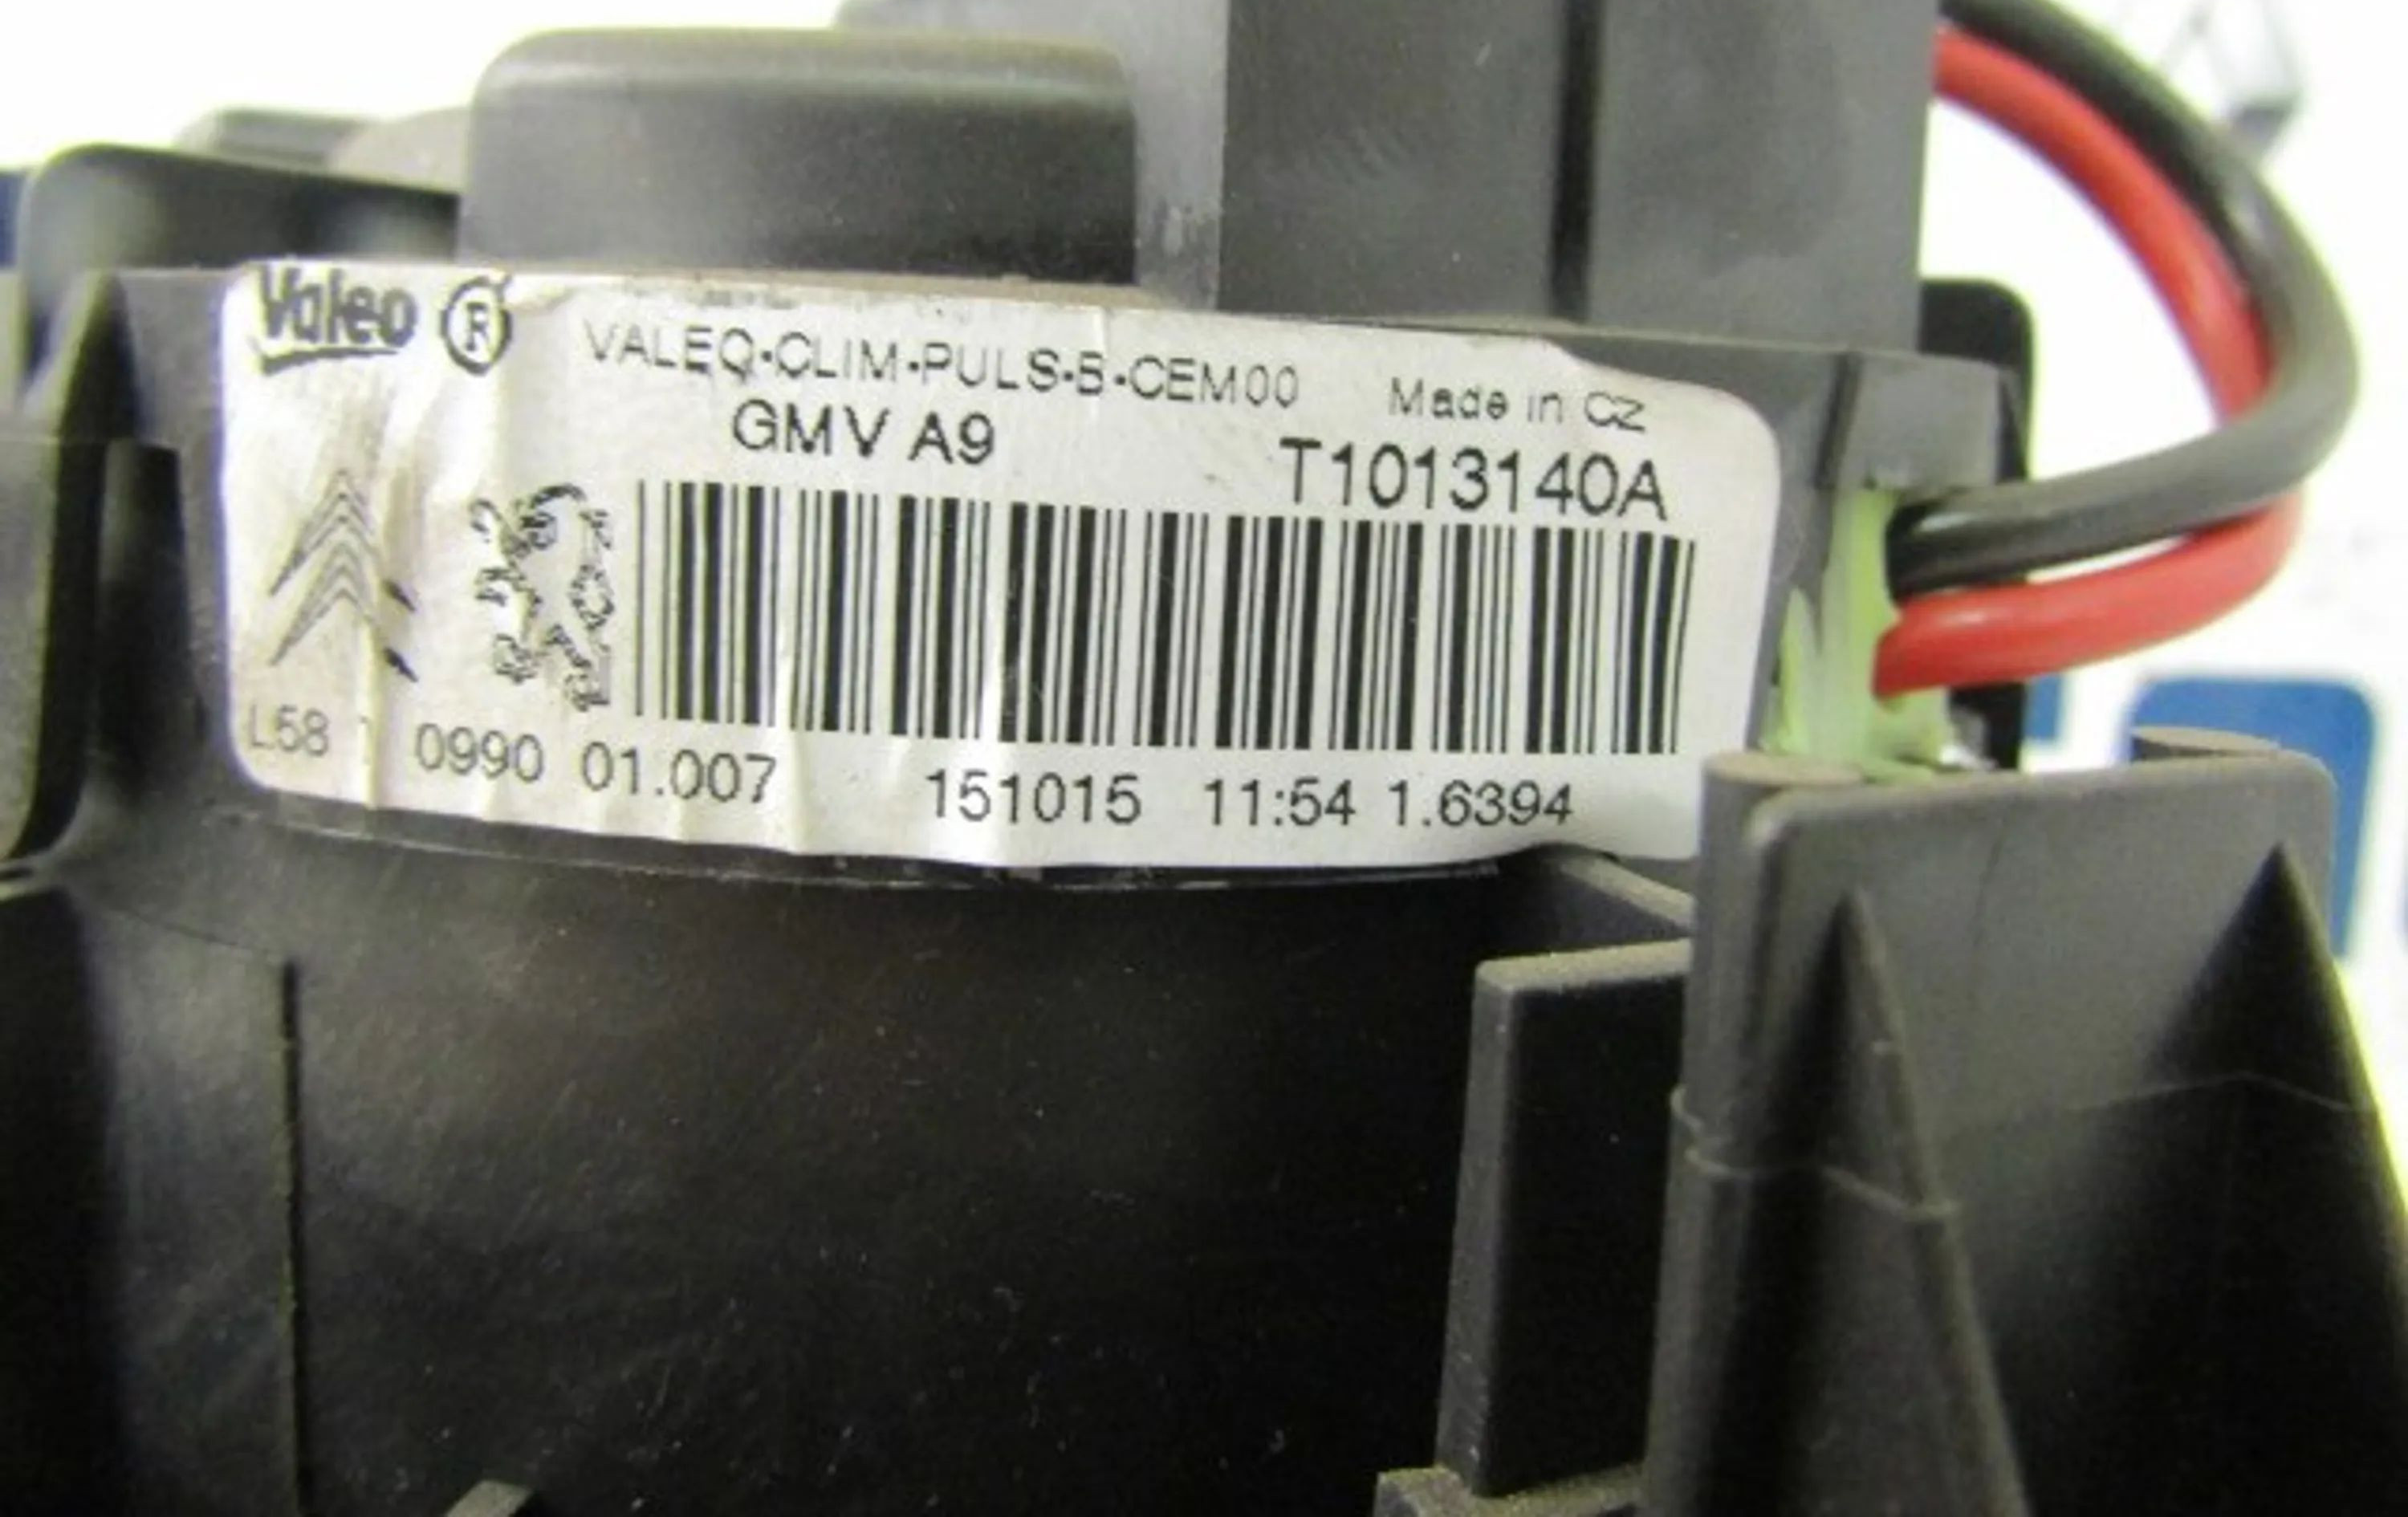 Valeo ®
VALEO-CLIM-PULS-B-CEM00
Made in CZ
GMV A9
T1013140A
L58 0990 01.007 151015 11:54 1.6394